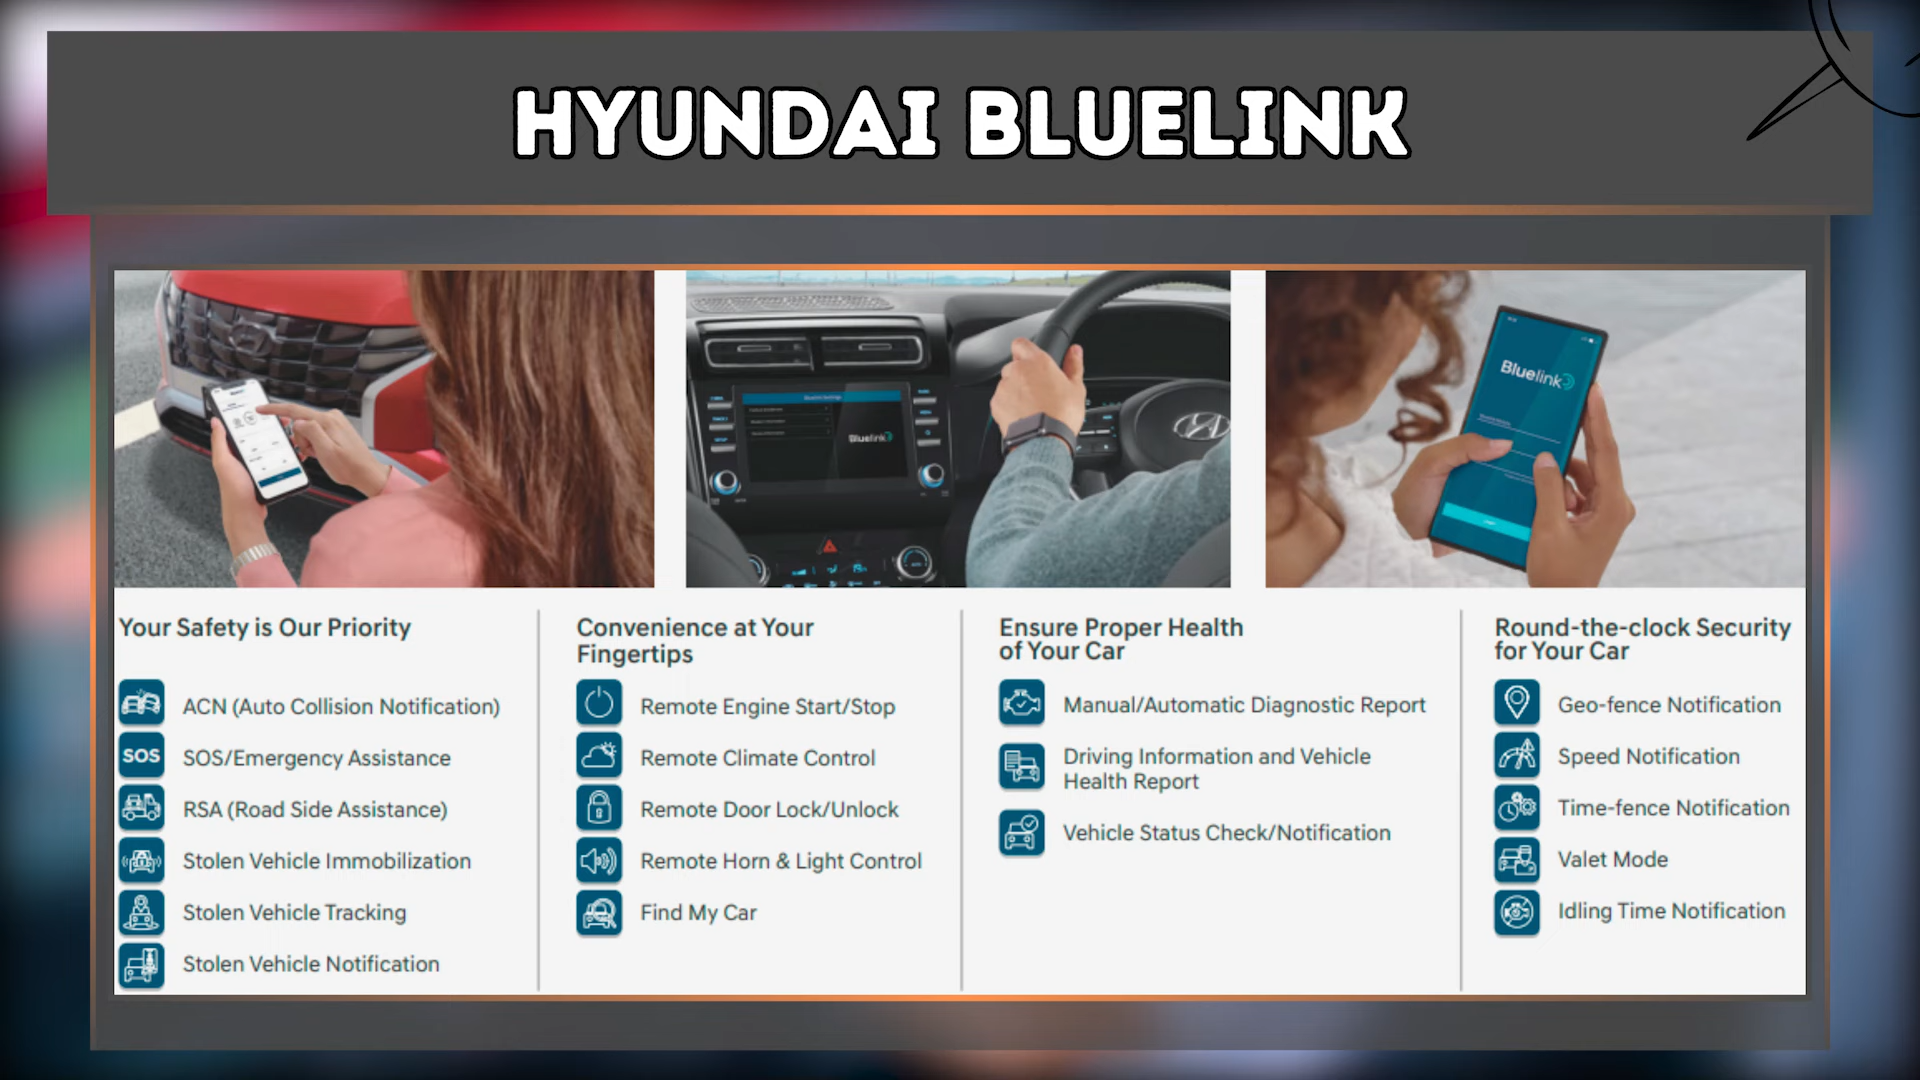 HYUNDAI BLUELINK
Bluelink
Bluelink
Your Safety is Our Priority
ACN (Auto Collision Notification)
SOS
SOS/Emergency Assistance
RSA (Road Side Assistance)
Stolen Vehicle Immobilization
Stolen Vehicle Tracking
Stolen Vehicle Notification
Convenience at Your
Fingertips
Remote Engine Start/Stop
Remote Climate Control
Remote Door Lock/Unlock
Remote Horn & Light Control
Find My Car
Ensure Proper Health
of Your Car
Manual/Automatic Diagnostic Report
Driving Information and Vehicle
Health Report
Vehicle Status Check/Notification
Round-the-clock Security
for Your Car
Geo-fence Notification
Speed Notification
Time-fence Notification
Valet Mode
Idling Time Notification